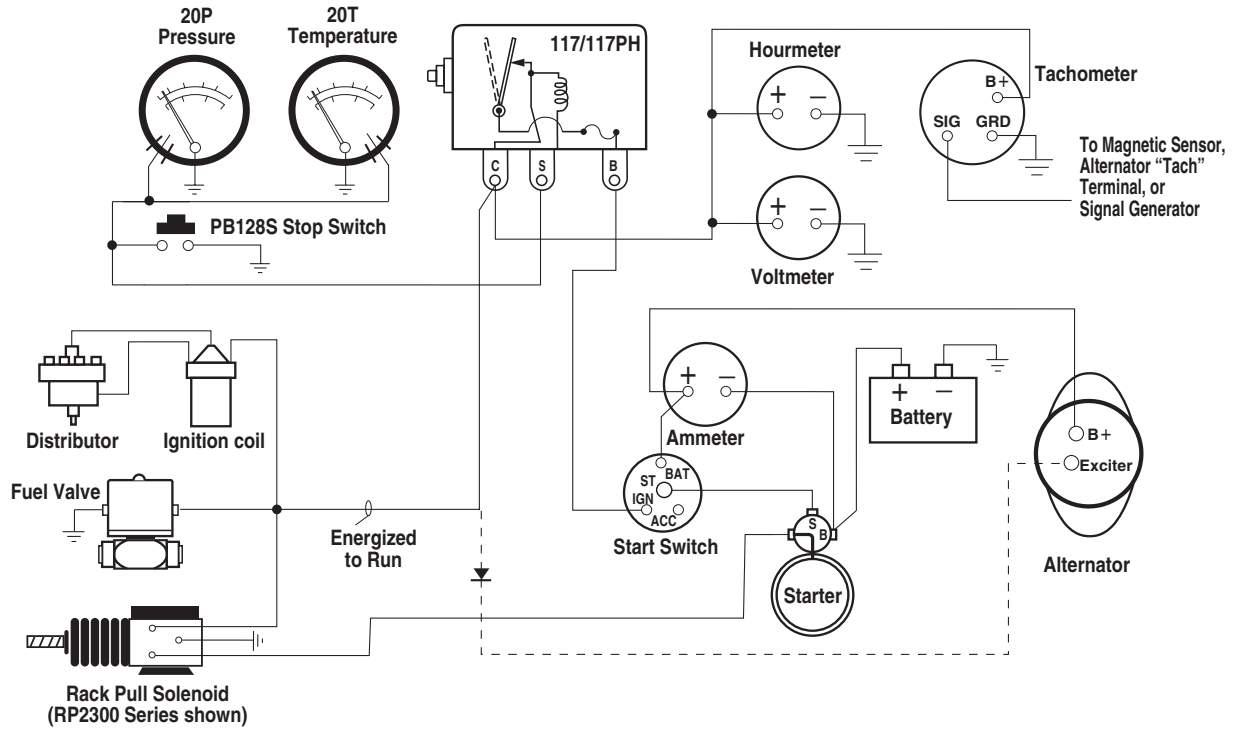 20P
Pressure
20T
Temperature
117/117PH
C
S
B
Hourmeter
+
–
Tachometer
B+
SIG
GRD
To Magnetic Sensor,
Alternator “Tach”
Terminal, or
Signal Generator
PB128S Stop Switch
+
–
Voltmeter
Distributor
Ignition coil
+
–
Ammeter
+
–
Battery
B+
Exciter
Alternator
BAT
ST
IGN
ACC
Start Switch
S
B
Starter
Fuel Valve
Energized
to Run
Rack Pull Solenoid
(RP2300 Series shown)